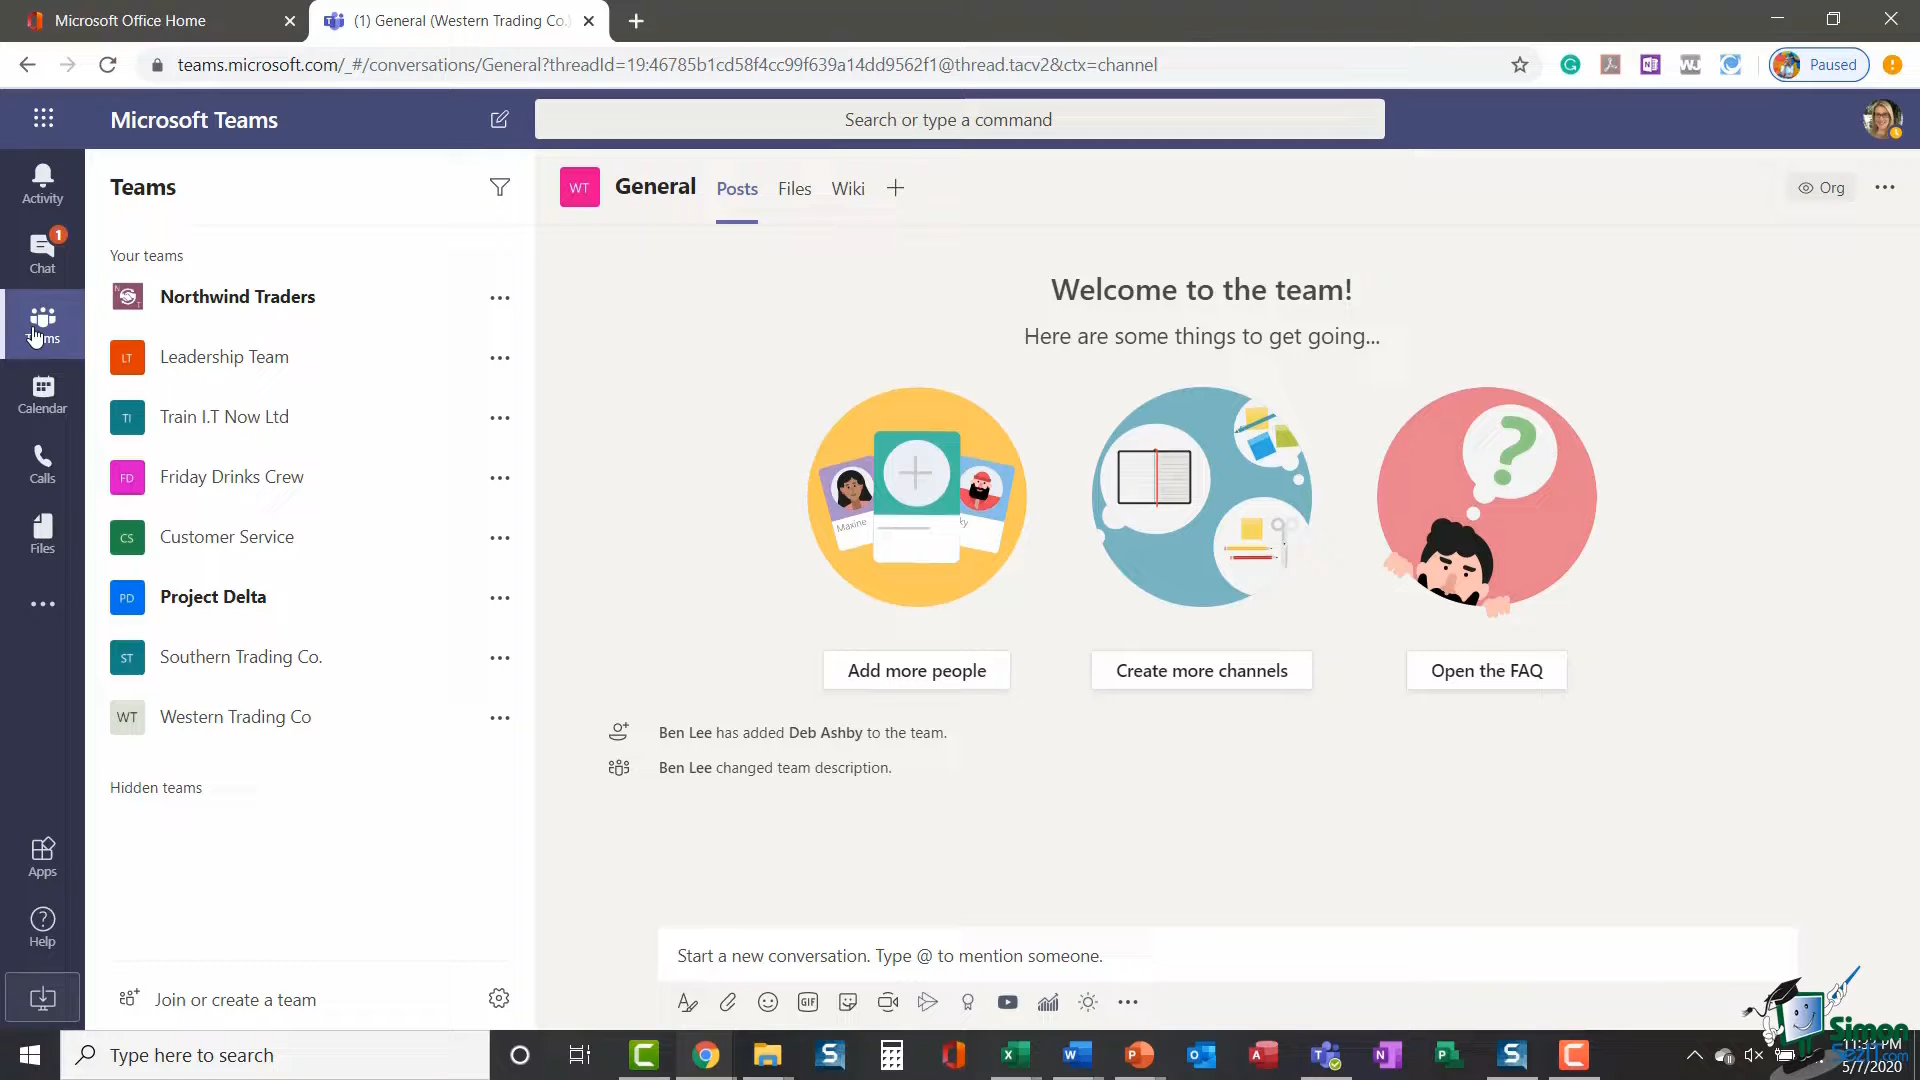 Microsoft Office Home
(1) General (Western Trading Co.
teams.microsoft.com/_#/conversations/General?threadId=19:46785b1cd58f4cc99f639a14dd9562f1@thread.tacv2&ctx=channel
Paused
Microsoft Teams
Search or type a command
Activity
Chat
1
Calendar
Calls
Files
Apps
Help
Teams
Your teams
Northwind Traders
LT Leadership Team
TI Train I.T Now Ltd
FD Friday Drinks Crew
CS Customer Service
PD Project Delta
ST Southern Trading Co.
WT Western Trading Co
Hidden teams
Join or create a team
WT General Posts Files Wiki
Org
Welcome to the team!
Here are some things to get going...
Maxine
Add more people
Create more channels
Open the FAQ
Ben Lee has added Deb Ashby to the team.
Ben Lee changed team description.
Start a new conversation. Type @ to mention someone.
GIF
Type here to search
11:33 PM
5/7/2020